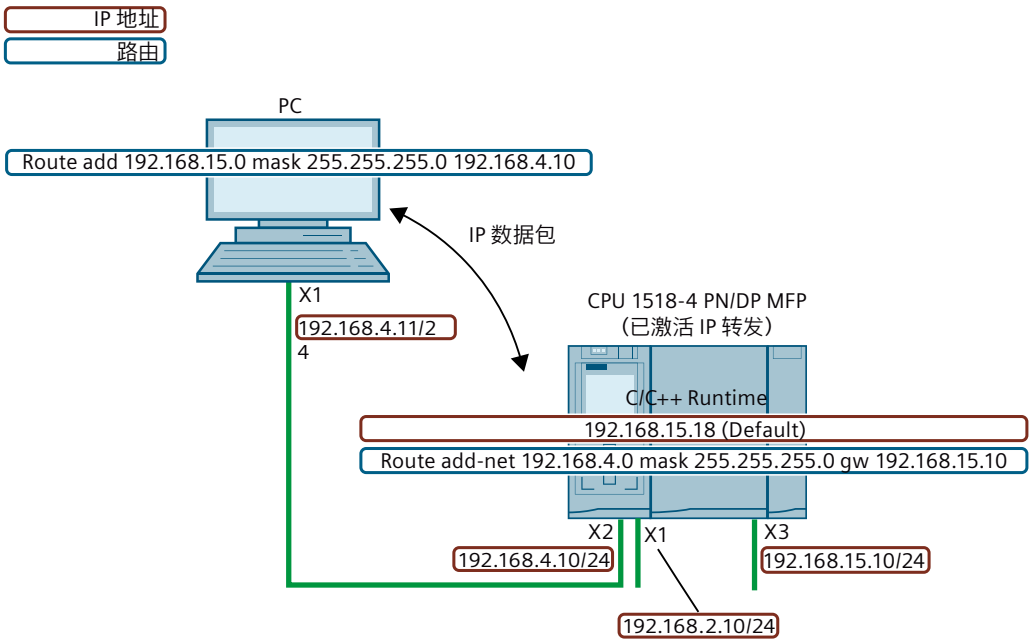 IP 地址
路由
PC
Route add 192.168.15.0 mask 255.255.255.0 192.168.4.10
IP 数据包
X1
192.168.4.11/2
4
CPU 1518-4 PN/DP MFP
（已激活 IP 转发）
C/C++ Runtime
192.168.15.18 (Default)
Route add-net 192.168.4.0 mask 255.255.255.0 gw 192.168.15.10
X2
X1
X3
192.168.4.10/24
192.168.15.10/24
192.168.2.10/24